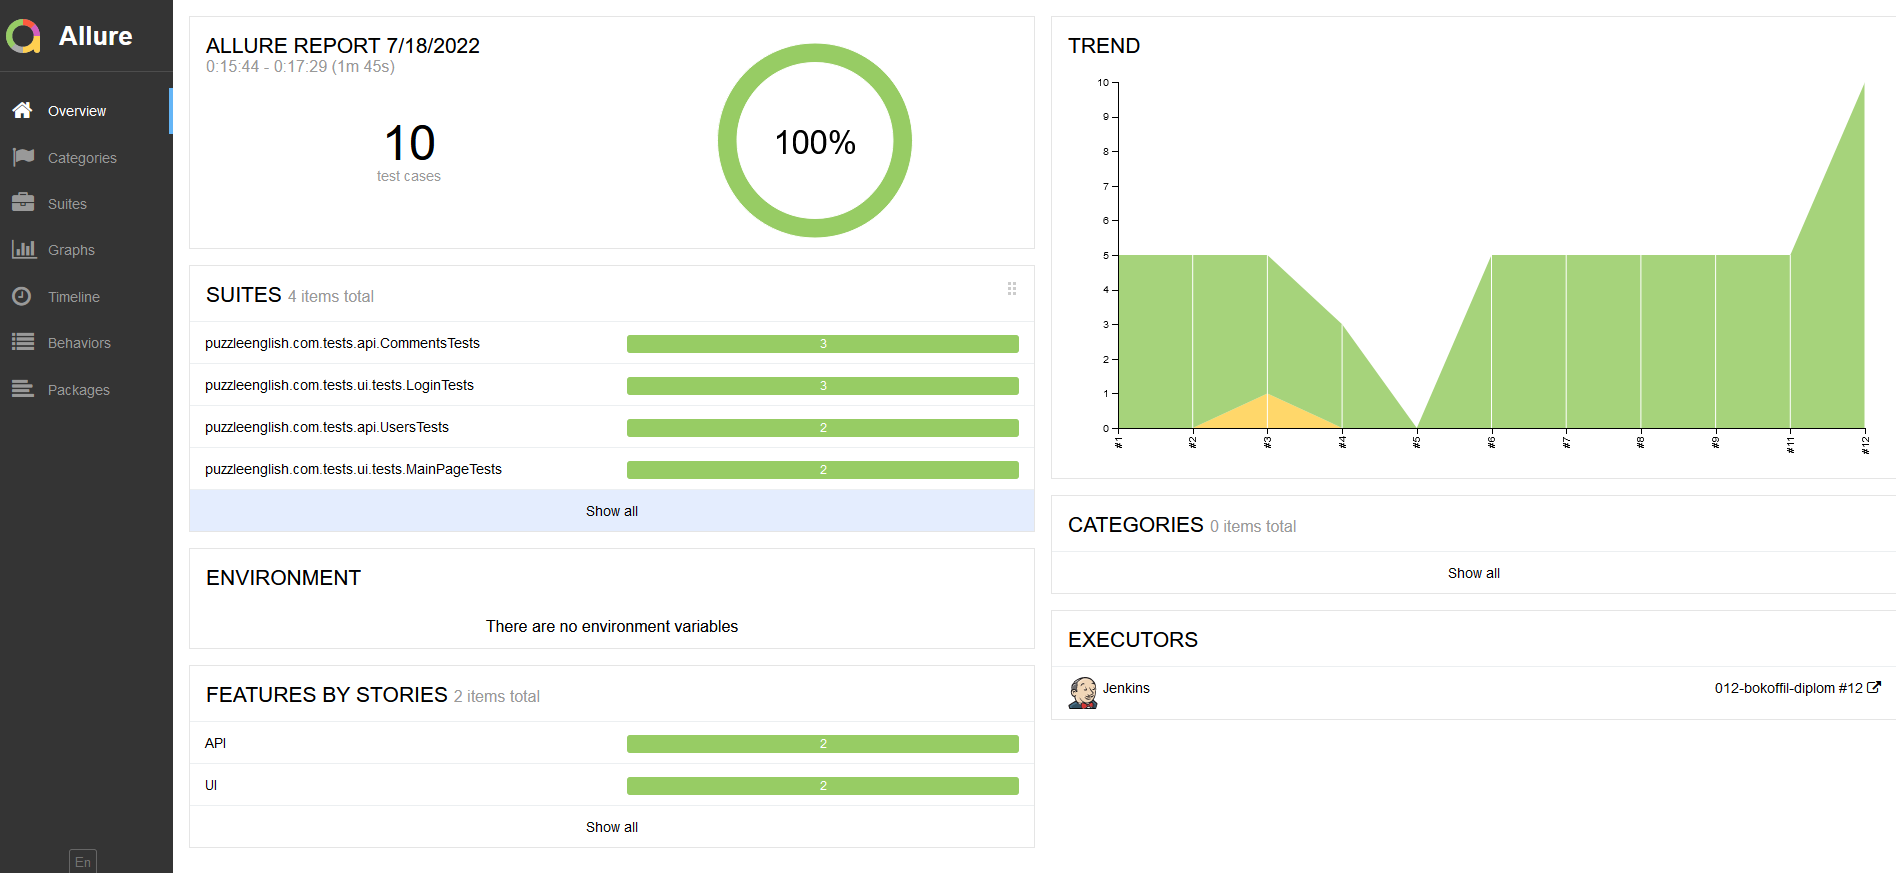 Allure
Overview
Categories
Suites
Graphs
Timeline
Behaviors
Packages
En
ALLURE REPORT 7/18/2022
0:15:44 - 0:17:29 (1m 45s)
10
test cases
100%
SUITES 4 items total
puzzleenglish.com.tests.api.CommentsTests 3
puzzleenglish.com.tests.ui.tests.LoginTests 3
puzzleenglish.com.tests.api.UsersTests 2
puzzleenglish.com.tests.ui.tests.MainPageTests 2
Show all
ENVIRONMENT
There are no environment variables
FEATURES BY STORIES 2 items total
API 2
UI 2
Show all
TREND
10
9
8
7
6
5
4
3
2
1
0
#1 #2 #3 #4 #5 #6 #7 #8 #9 #11 #12
CATEGORIES 0 items total
Show all
EXECUTORS
Jenkins 012-bokoffil-diplom #12